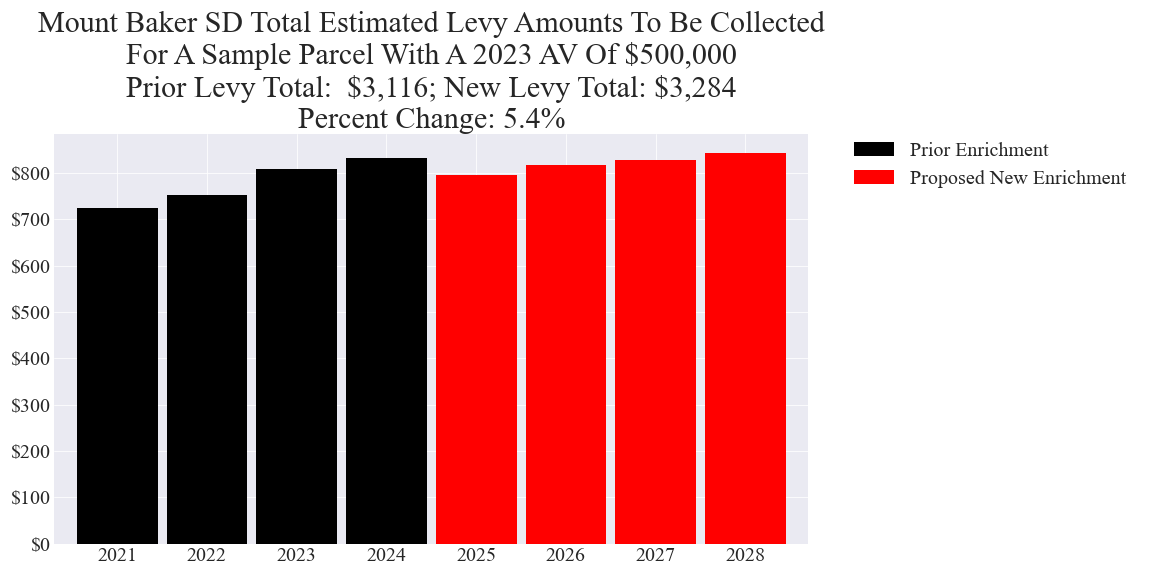 Mount Baker SD Total Estimated Levy Amounts To Be Collected
For A Sample Parcel With A 2023 AV Of $500,000
Prior Levy Total:  $3,116; New Levy Total: $3,284
Percent Change: 5.4%
Prior Enrichment
Proposed New Enrichment
$800
$700
$600
$500
$400
$300
$200
$100
$0
2021 2022 2023 2024 2025 2026 2027 2028